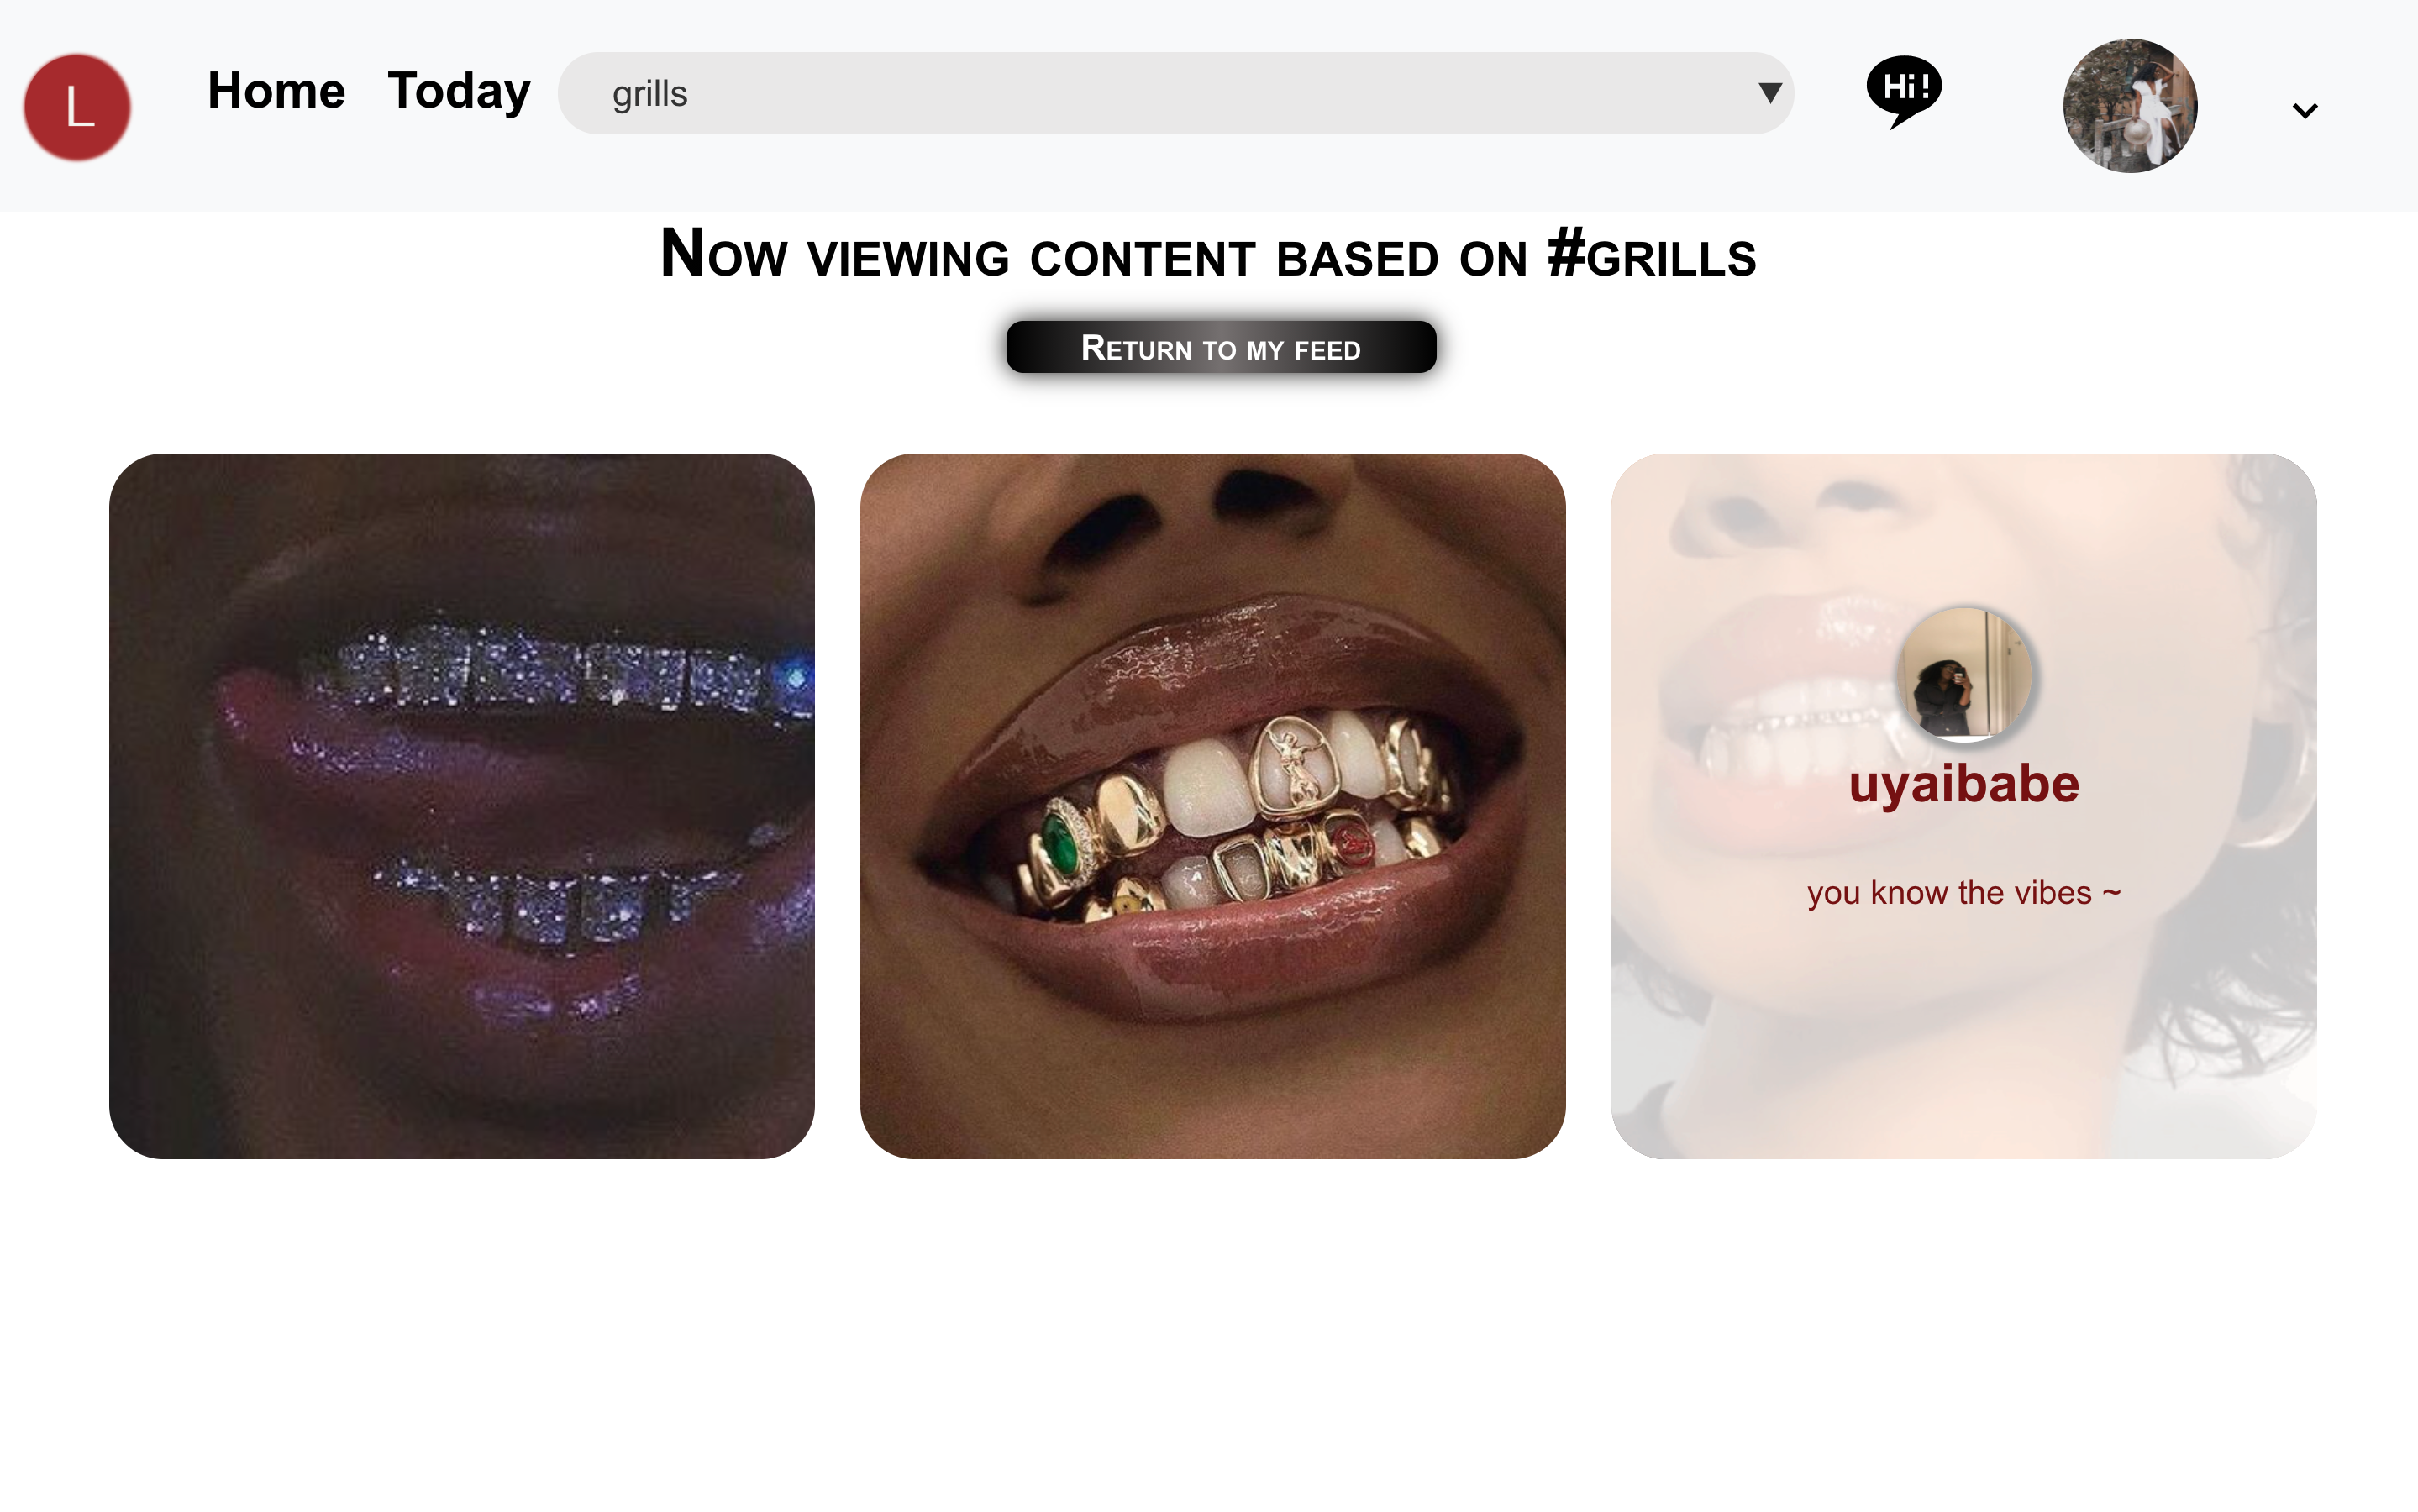 L
Home Today
grills
Hi!
Now viewing content based on #grills
Return to my feed
uyaibabe
you know the vibes ~